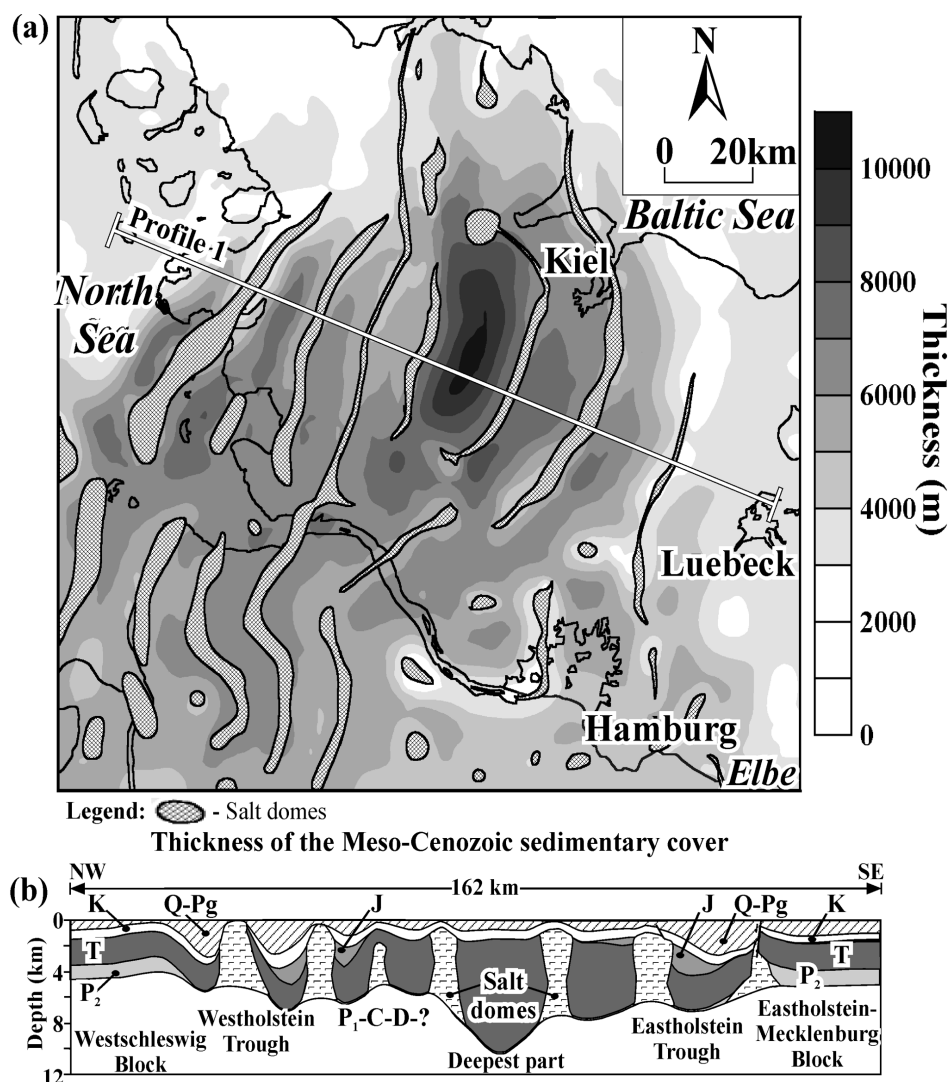 (a)
N
0 20km
Baltic Sea
Profile 1
Kiel
North
Sea
Luebeck
Hamburg
Elbe
10000
8000
6000
4000
2000
0
Thickness (m)
Legend: - Salt domes
Thickness of the Meso-Cenozoic sedimentary cover
(b)
NW SE
162 km
K Q-Pg J J Q-Pg K
0
4
8
12
Depth (km)
T T
P2 P2
Salt
domes
P1-C-D-?
Westschleswig
Block
Westholstein
Trough
Deepest part
Eastholstein
Trough
Eastholstein-
Mecklenburg
Block